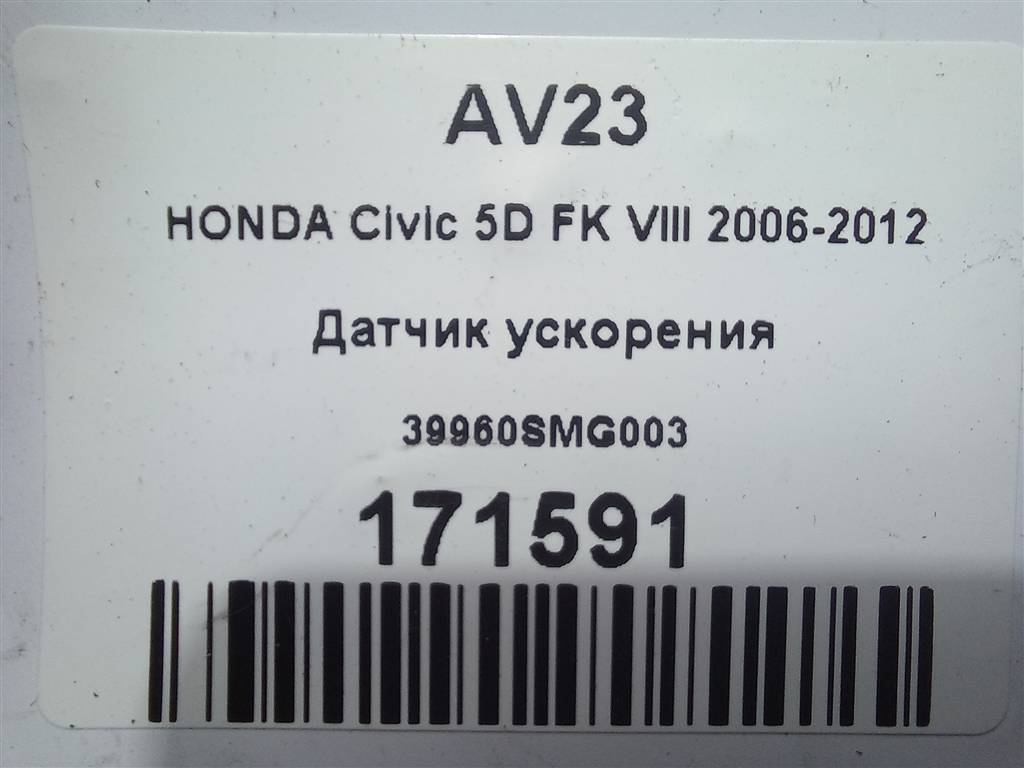 AV23
HONDA Civic 5D FK VIII 2006-2012
Датчик ускорения
39960SMG003
171591